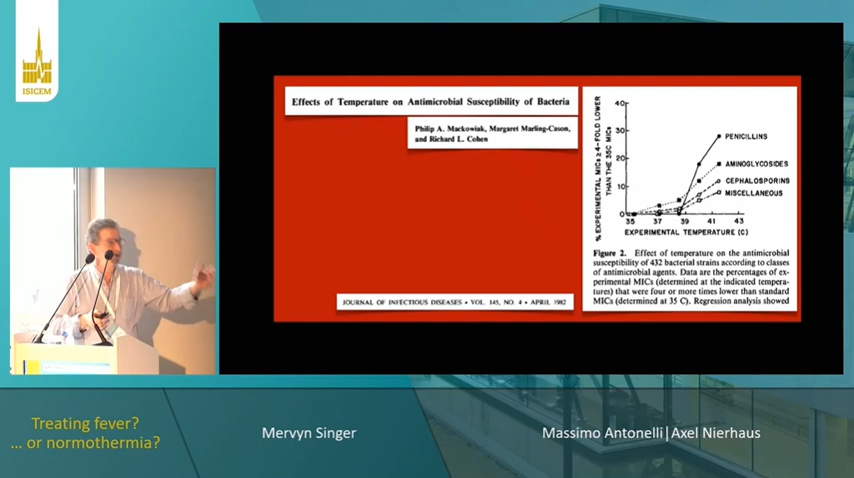 ISICEM
Effects of Temperature on Antimicrobial Susceptibility of Bacteria
Philip A. Mackowiak, Margaret Marling-Cason,
and Richard L. Cohen
JOURNAL OF INFECTIOUS DISEASES • VOL. 145, NO. 4 • APRIL 1982
% EXPERIMENTAL MICs ≥ 4-FOLD LOWER
THAN THE 35C MICs
40
30
20
10
0
35
37
39
41
43
EXPERIMENTAL TEMPERATURE (C)
PENICILLINS
AMINOGLYCOSIDES
CEPHALOSPORINS
MISCELLANEOUS
Figure 2. Effect of temperature on the antimicrobial
susceptibility of 432 bacterial strains according to classes
of antimicrobial agents. Data are the percentages of ex-
perimental MICs (determined at the indicated tempera-
tures) that were four or more times lower than standard
MICs (determined at 35 C). Regression analysis showed
Treating fever?
... or normothermia?
Mervyn Singer
Massimo Antonelli|Axel Nierhaus